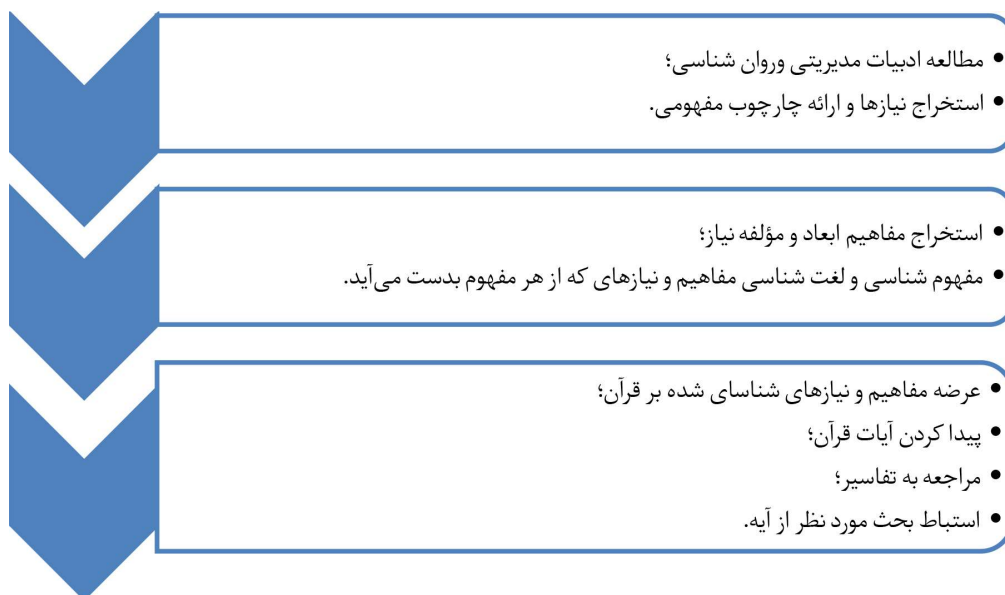 • مطالعه ادبیات مدیریتی وروان شناسی؛
• استخراج نیازها و ارائه چارچوب مفهومی.
• استخراج مفاهیم ابعاد و مؤلفه نیاز؛
• مفهوم شناسی و لغت شناسی مفاهیم و نیازهای که از هر مفهوم بدست می‌آید.
• عرضه مفاهیم و نیازهای شناسای شده بر قرآن؛
• پیدا کردن آیات قرآن؛
• مراجعه به تفاسیر؛
• استباط بحث مورد نظر از آیه.